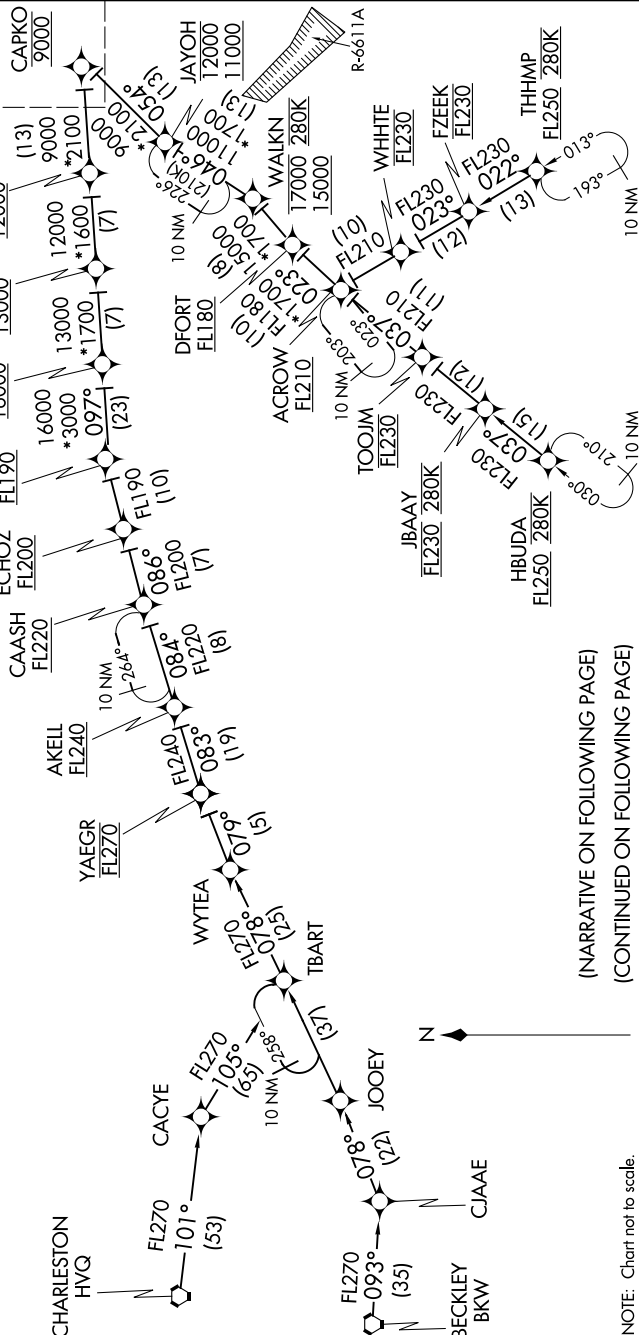 CHARLESTON
HVQ
FL270
101°
(53)
CACYE
FL270
105°
(65)
BECKLEY
BKW
FL270
093°
(35)
CJAAE
078°
(22)
JOOEY
(37)
10 NM
258°
TBART
FL270
078°
(25)
WYTEA
079°
(5)
YAEGR
FL270
FL240
083°
(19)
AKELL
FL240
10 NM
264°
084°
FL220
(8)
CAASH
FL220
086°
FL200
(7)
ECHOZ
FL200
FL190
(10)
FL190
16000
*3000
097°
(23)
13000
*1700
(7)
13000
12000
*1600
(7)
(13)
9000
*2100
CAPKO
9000
9000
*2100
054°
(13)
JAYOH
12000
11000
R-6611A
10 NM
226°
(210K)
046°
11000
*1700
(13)
WALKN
17000 280K
15000
15000
*1700
(8)
DFORT
FL180
023°
FL180
*1700
(10)
ACROW
FL210
10 NM
203°
023°
(10)
FL210
WHHTE
FL230
FL230
023°
(12)
FZEEK
FL230
FL230
022°
(13)
THHMP
FL250 280K
013°
193°
10 NM
037°
FL210
(11)
TOOJM
FL230
FL230
(12)
JBAAY
FL230 280K
FL230
037°
(15)
HBUDA
FL250 280K
030°
210°
10 NM
N
(NARRATIVE ON FOLLOWING PAGE)
(CONTINUED ON FOLLOWING PAGE)
NOTE: Chart not to scale.